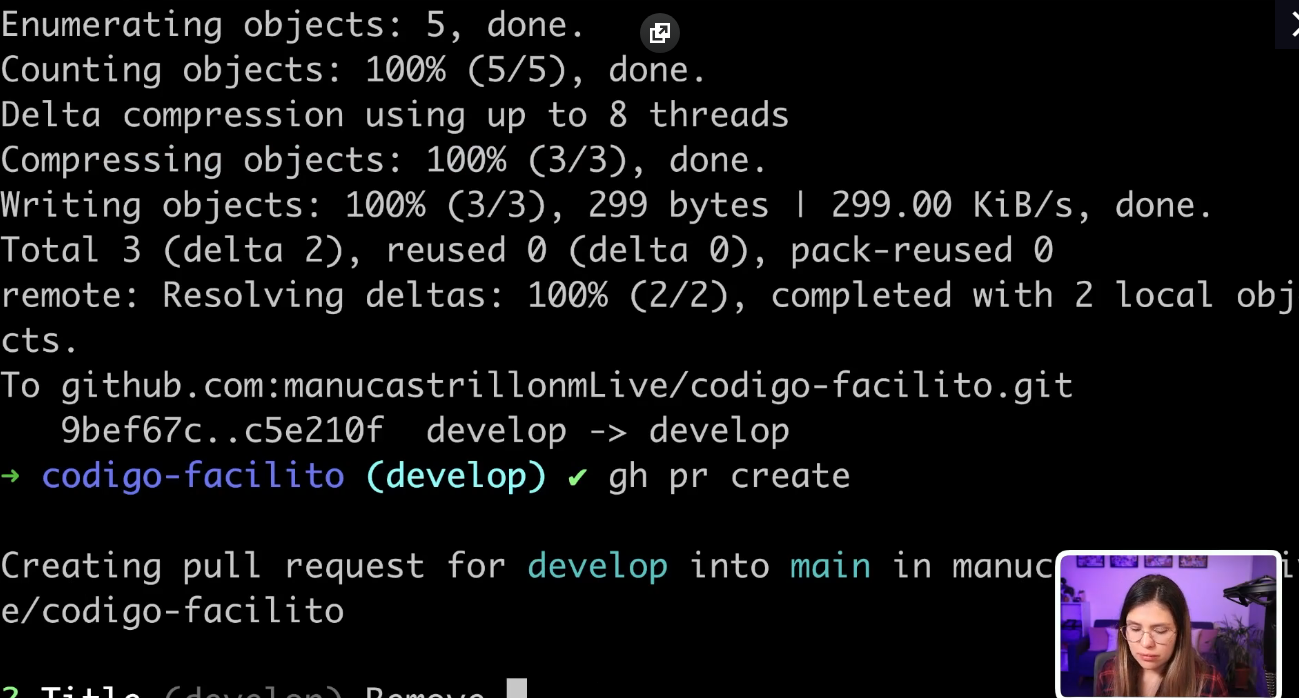 Enumerating objects: 5, done.
Counting objects: 100% (5/5), done.
Delta compression using up to 8 threads
Compressing objects: 100% (3/3), done.
Writing objects: 100% (3/3), 299 bytes | 299.00 KiB/s, done.
Total 3 (delta 2), reused 0 (delta 0), pack-reused 0
remote: Resolving deltas: 100% (2/2), completed with 2 local obj
cts.
To github.com:manucastrillonmLive/codigo-facilito.git
   9bef67c..c5e210f  develop -> develop
→ codigo-facilito (develop) ✔ gh pr create
Creating pull request for develop into main in manuc
e/codigo-facilito
? Title (develop) Remove